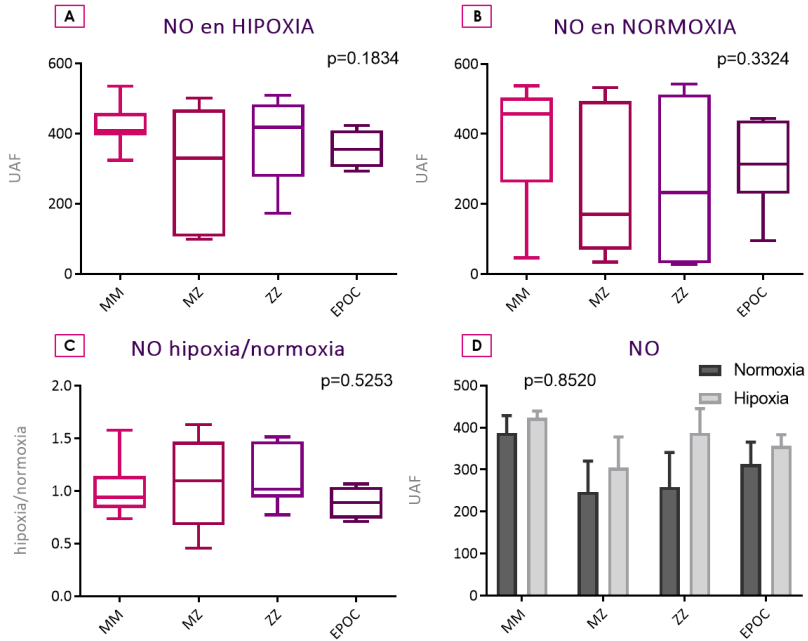 A
NO en HIPOXIA
p=0.1834
600
400
200
0
UAF
MM
MZ
ZZ
EPOC
B
NO en NORMOXIA
p=0.3324
600
400
200
0
UAF
MM
MZ
ZZ
EPOC
C
NO hipoxia/normoxia
p=0.5253
2.0
1.5
1.0
0.5
0.0
hipoxia/normoxia
MM
MZ
ZZ
EPOC
D
NO
p=0.8520
Normoxia
Hipoxia
500
400
300
200
100
0
UAF
MM
MZ
ZZ
EPOC